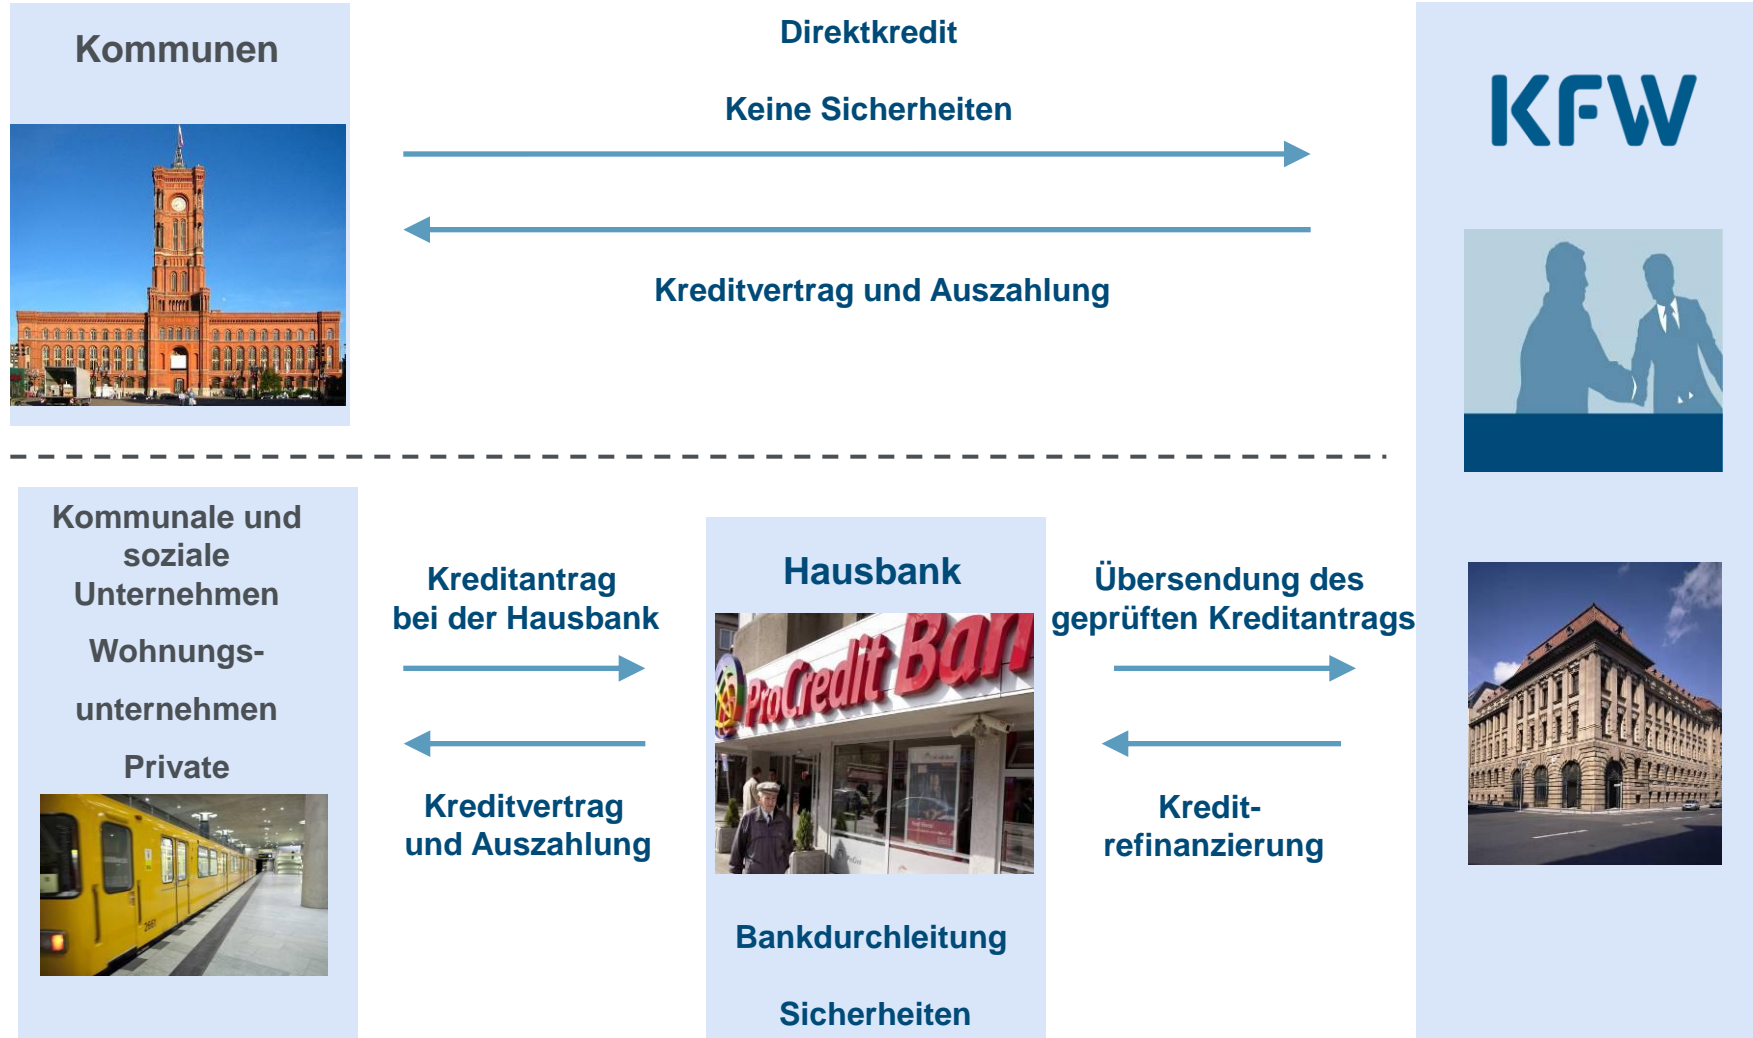 Kommunen
Direktkredit
Keine Sicherheiten
KFW
Kreditvertrag und Auszahlung
Kommunale und
soziale
Unternehmen
Wohnungs-
unternehmen
Private
2661
Kreditantrag
bei der Hausbank
Kreditvertrag
und Auszahlung
Hausbank
ProCredit Ban
Bankdurchleitung
Sicherheiten
Übersendung des
geprüften Kreditantrags
Kredit-
refinanzierung